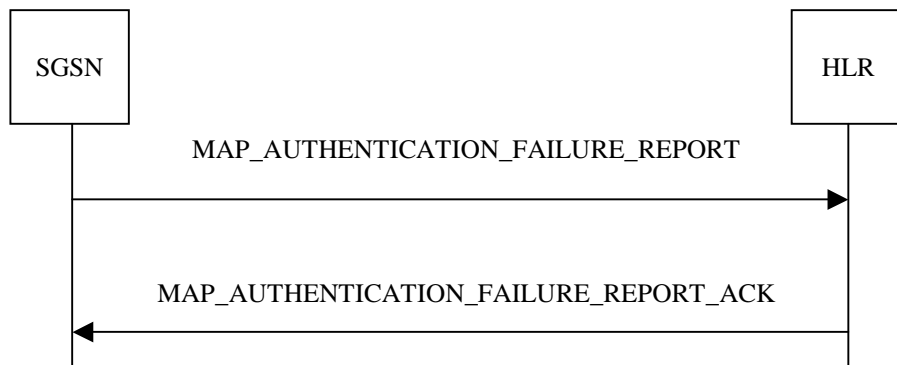 SGSN
HLR
MAP_AUTHENTICATION_FAILURE_REPORT
MAP_AUTHENTICATION_FAILURE_REPORT_ACK